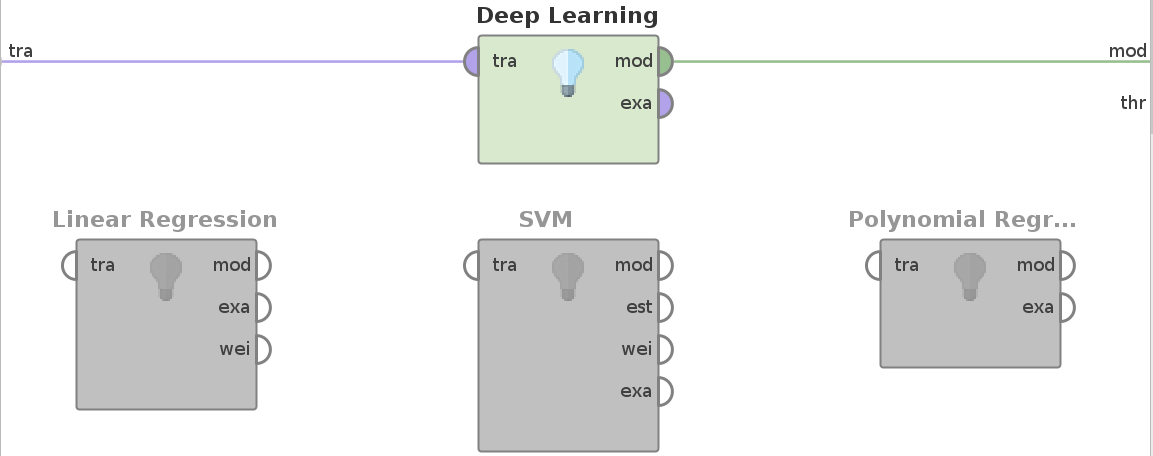 Deep Learning
tra
tra
mod
mod
exa
thr
Linear Regression
SVM
Polynomial Regr...
tra
mod
exa
wei
tra
mod
est
wei
exa
tra
mod
exa